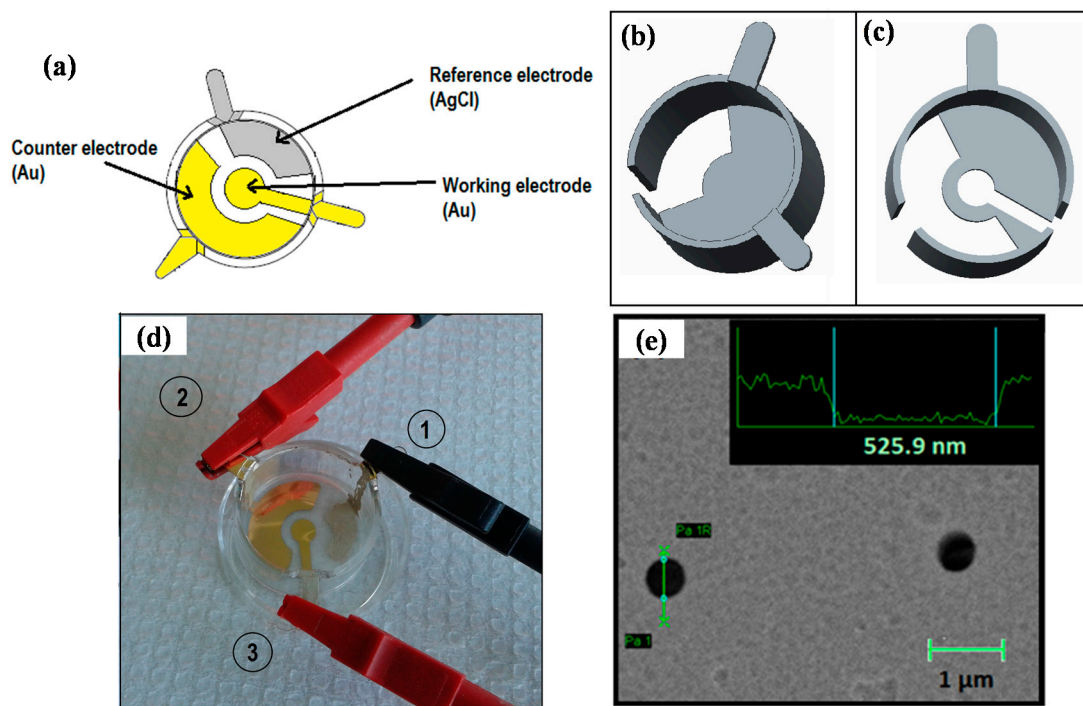 (a)
Reference electrode
(AgCl)
Counter electrode
(Au)
Working electrode
(Au)
(b)
(c)
(d)
2
1
3
(e)
525.9 nm
Pa 1R
Pa 1
1 µm